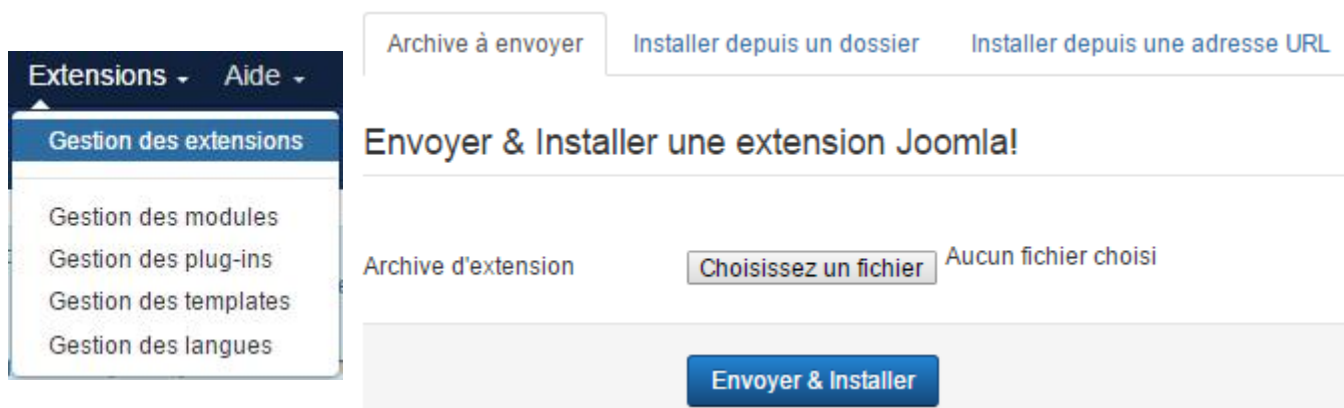 Extensions Aide
Gestion des extensions
Gestion des modules
Gestion des plug-ins
Gestion des templates
Gestion des langues
Archive à envoyer Installer depuis un dossier Installer depuis une adresse URL
Envoyer & Installer une extension Joomla!
Archive d'extension Choisissez un fichier Aucun fichier choisi
Envoyer & Installer